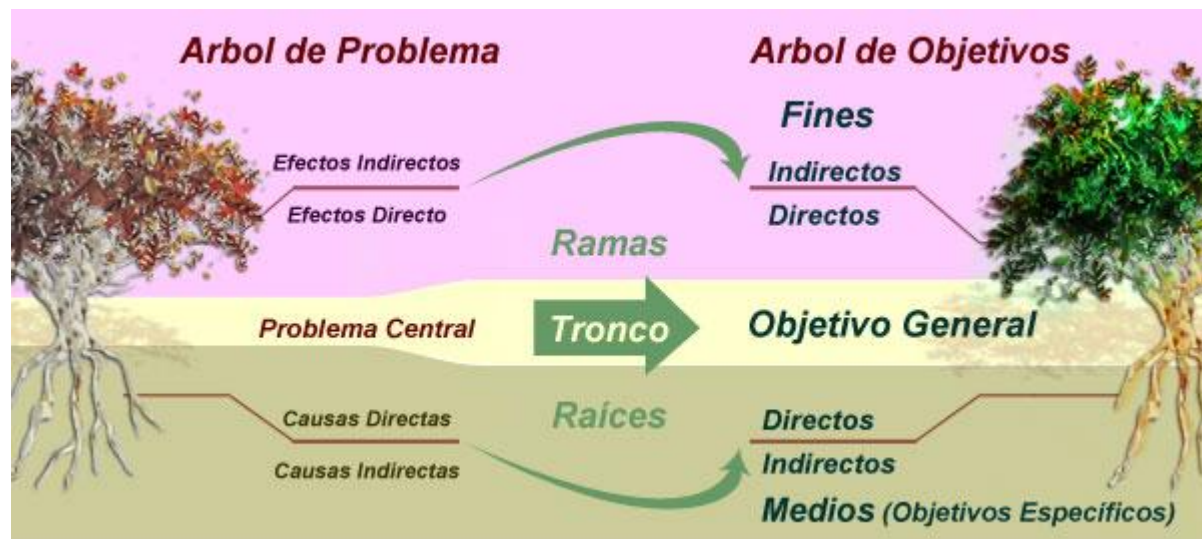 Arbol de Problema
Arbol de Objetivos
Fines
Efectos Indirectos
Indirectos
Efectos Directo
Directos
Ramas
Problema Central
Tronco
Objetivo General
Raíces
Causas Directas
Directos
Causas Indirectas
Indirectos
Medios (Objetivos Específicos)